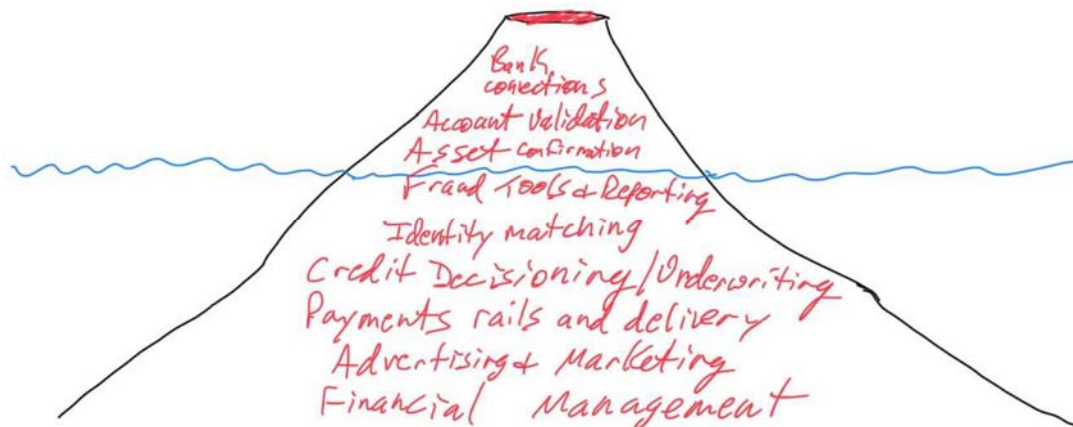 Bank
conections
Account Validation
Asset confirmation
Fraud Tools & Reporting
Identity matching
Credit Decisioning/Underwriting
Payments rails and delivery
Advertising & Marketing
Financial Management